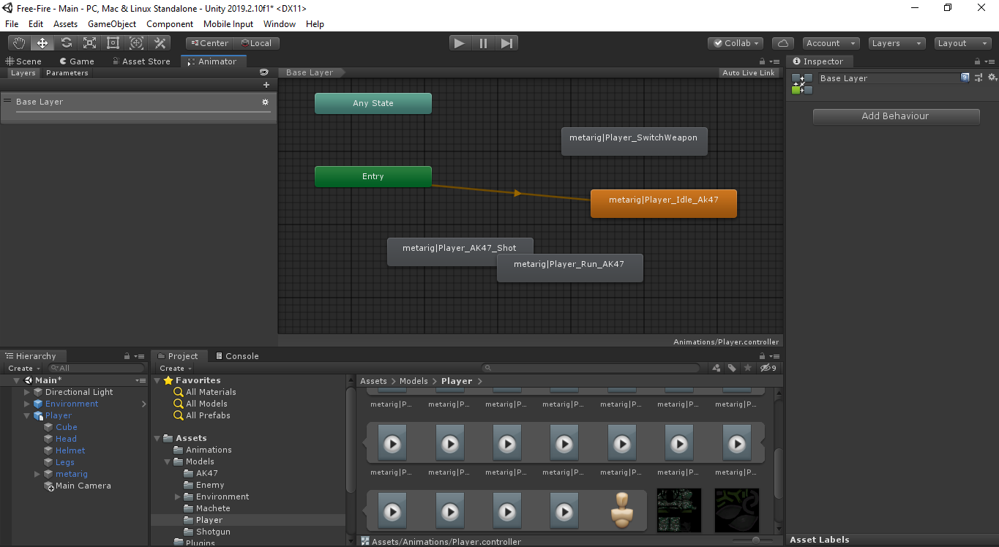 Free-Fire - Main - PC, Mac & Linux Standalone - Unity 2019.2.10f1* <DX11>
File Edit Assets GameObject Component Mobile Input Window Help
Center Local Collab Account Layers Layout
Scene Game Asset Store Animator Inspector
Layers Parameters Base Layer Auto Live Link Base Layer
Base Layer
Add Behaviour
Any State
metarig|Player_SwitchWeapon
Entry
metarig|Player_Idle_Ak47
metarig|Player_AK47_Shot
metarig|Player_Run_AK47
Animations/Player.controller
Hierarchy
Create All
Main*
Directional Light
Environment
Player
Cube
Head
Helmet
Legs
metarig
Main Camera
Project Console
Create 9
Favorites
All Materials
All Models
All Prefabs
Assets
Animations
Models
AK47
Enemy
Environment
Machete
Player
Shotgun
Plugins
Assets > Models > Player >
metarig|P... metarig|P... metarig|P... metarig|P... metarig|P... metarig|P... metarig|P...
metarig|P... metarig|P... metarig|P... metarig|P... metarig|P... metarig|P... metarig|P...
Assets/Animations/Player.controller
Asset Labels